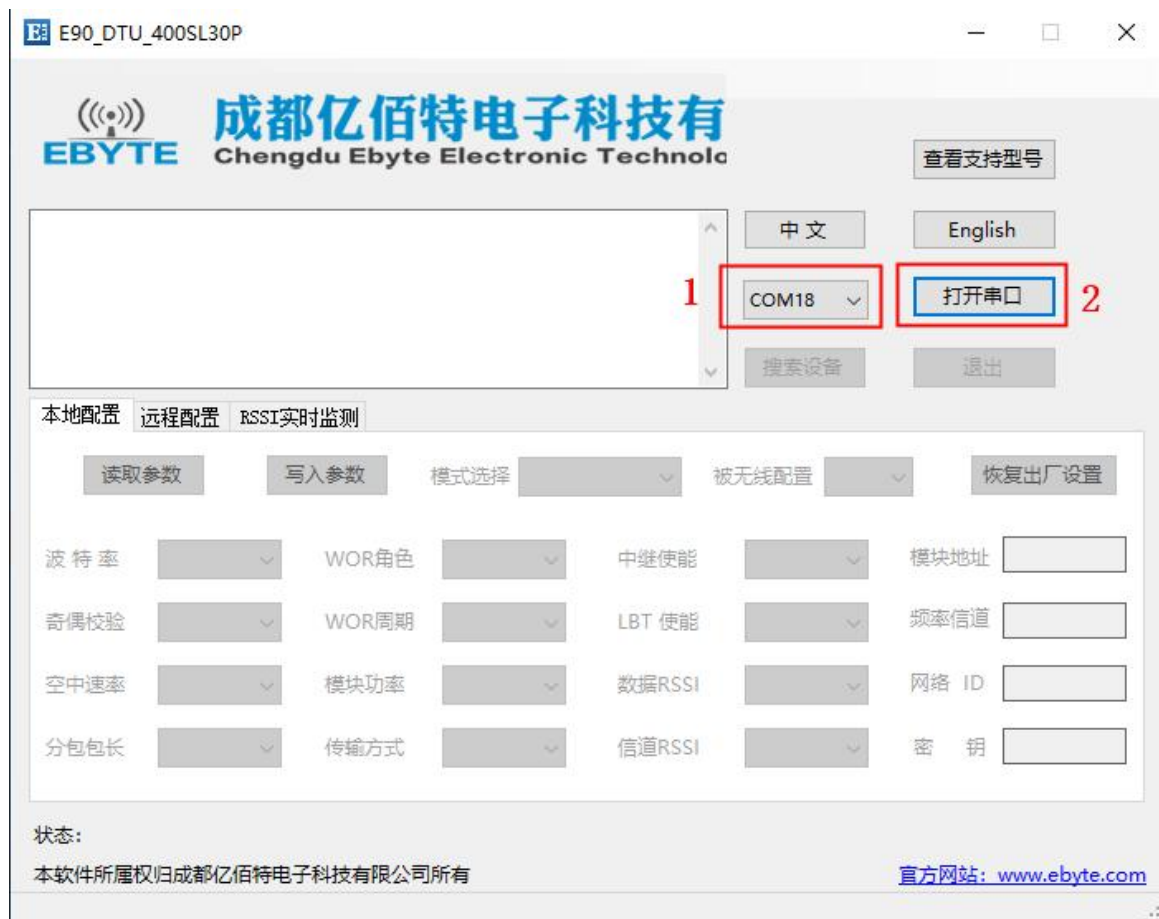 E90_DTU_400SL30P
EBYTE
成都亿佰特电子科技有
Chengdu Ebyte Electronic Technolo
查看支持型号
中 文
English
1
COM18
打开串口
2
搜索设备
退出
本地配置 远程配置 RSSI实时监测
读取参数 写入参数 模式选择 被无线配置 恢复出厂设置
波 特 率 WOR角色 中继使能 模块地址
奇偶校验 WOR周期 LBT 使能 频率信道
空中速率 模块功率 数据RSSI 网络 ID
分包包长 传输方式 信道RSSI 密 钥
状态:
本软件所属权归成都亿佰特电子科技有限公司所有
官方网站: www.ebyte.com